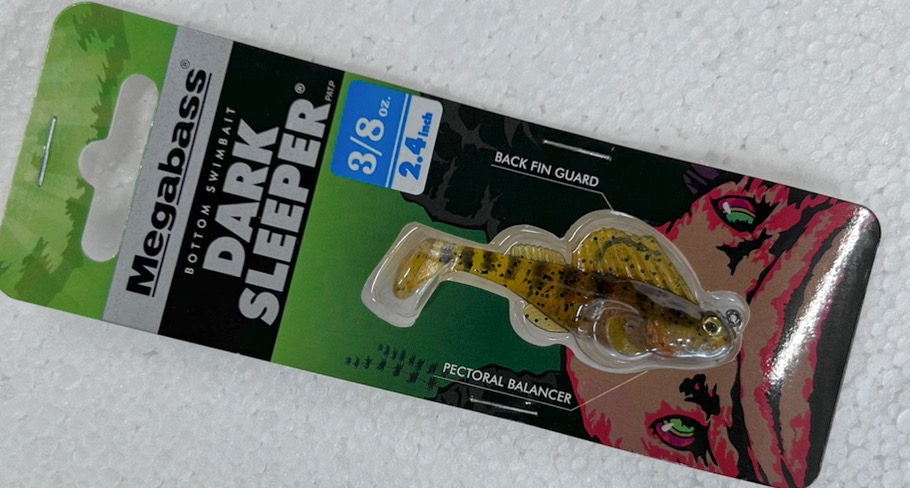 Megabass®
BOTTOM SWIMBAIT
DARK
SLEEPER®
PAT.P
3/8 oz.
2.4 inch
BACK FIN GUARD
PECTORAL BALANCER